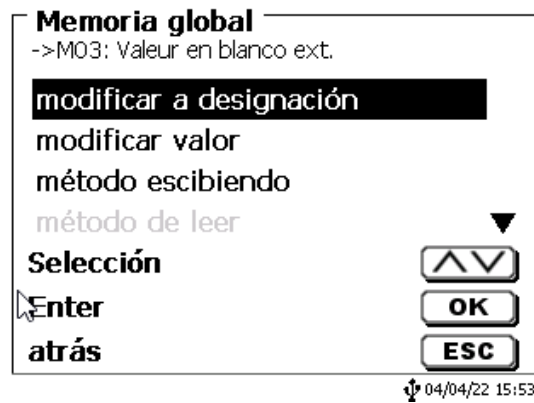 Memoria global
->M03: Valeur en blanco ext.
modificar a designación
modificar valor
método escibiendo
método de leer
Selección
Enter
OK
atrás
ESC
04/04/22 15:53